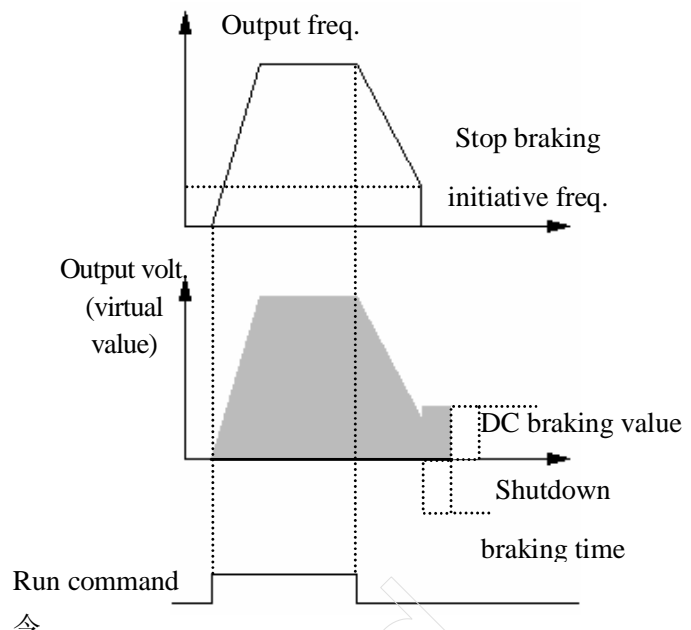 Output freq.
Stop braking
initiative freq.
Output volt.
(virtual
value)
DC braking value
Shutdown
braking time
Run command
令